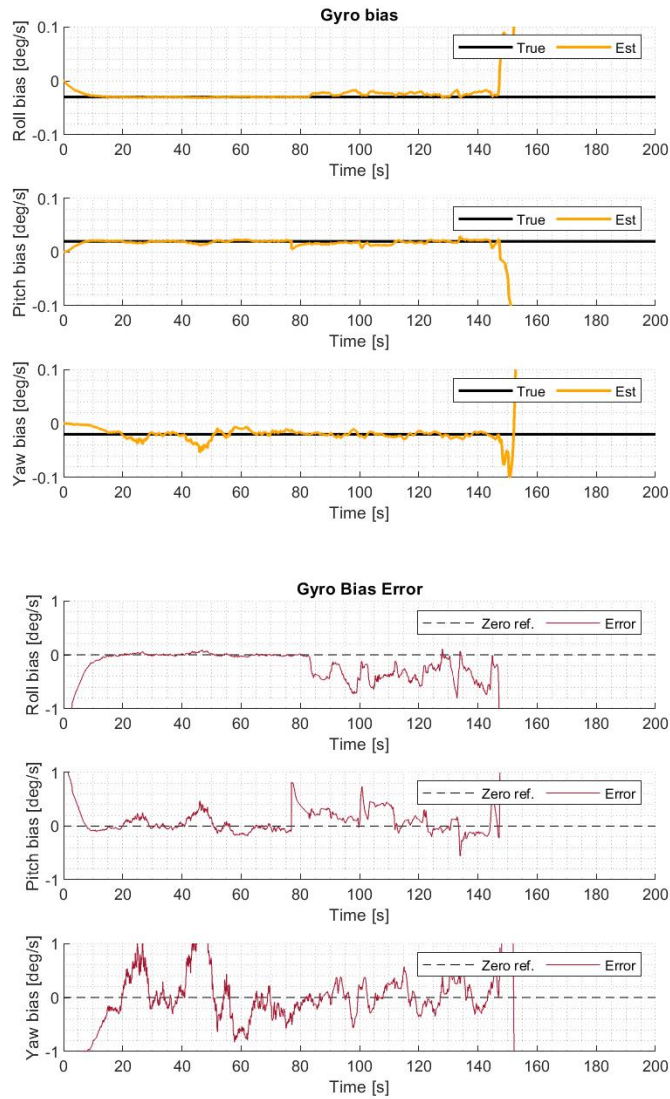 Gyro bias
0.1
True Est
0
-0.1
Roll bias [deg/s]
0 20 40 60 80 100 120 140 160 180 200
Time [s]
0.1
True Est
0
-0.1
Pitch bias [deg/s]
0 20 40 60 80 100 120 140 160 180 200
Time [s]
0.1
True Est
0
-0.1
Yaw bias [deg/s]
0 20 40 60 80 100 120 140 160 180 200
Time [s]
Gyro Bias Error
1
Zero ref. Error
0
-1
Roll bias [deg/s]
0 20 40 60 80 100 120 140 160 180 200
Time [s]
1
Zero ref. Error
0
-1
Pitch bias [deg/s]
0 20 40 60 80 100 120 140 160 180 200
Time [s]
1
Zero ref. Error
0
-1
Yaw bias [deg/s]
0 20 40 60 80 100 120 140 160 180 200
Time [s]